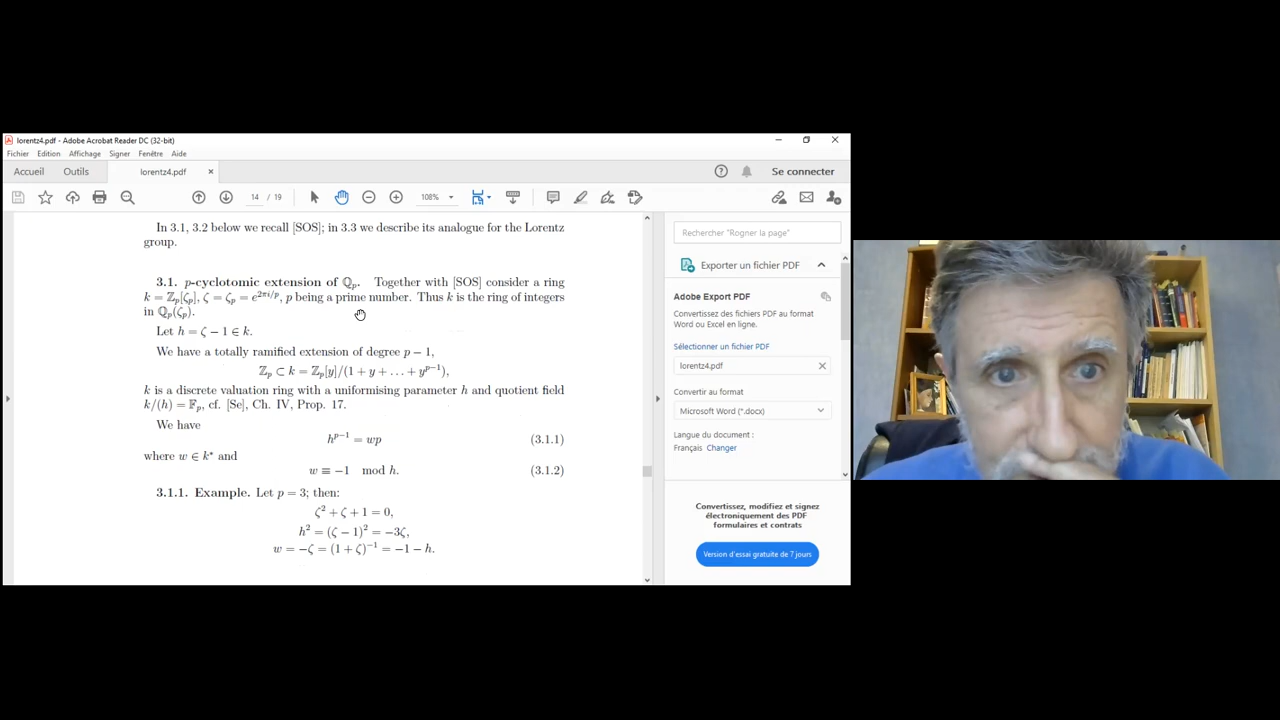 lorentz4.pdf - Adobe Acrobat Reader DC (32-bit)
Fichier Edition Affichage Signer Fenêtre Aide
Accueil Outils lorentz4.pdf × Se connecter
14 / 19 108%
In 3.1, 3.2 below we recall [SOS]; in 3.3 we describe its analogue for the Lorentz
group.
3.1. p-cyclotomic extension of ℚₚ. Together with [SOS] consider a ring
k = ℤₚ[ζₚ], ζ = ζₚ = e^{2πi/p}, p being a prime number. Thus k is the ring of integers
in ℚₚ(ζₚ).
Let h = ζ − 1 ∈ k.
We have a totally ramified extension of degree p − 1,
ℤₚ ⊂ k = ℤₚ[y]/(1 + y + . . . + y^{p−1}),
k is a discrete valuation ring with a uniformising parameter h and quotient field
k/(h) = 𝔽ₚ, cf. [Se], Ch. IV, Prop. 17.
We have
h^{p−1} = wp (3.1.1)
where w ∈ k* and
w ≡ −1 mod h. (3.1.2)
3.1.1. Example. Let p = 3; then:
ζ² + ζ + 1 = 0,
h² = (ζ − 1)² = −3ζ,
w = −ζ = (1 + ζ)^{−1} = −1 − h.
Rechercher "Rogner la page"
Exporter un fichier PDF
Adobe Export PDF
Convertissez des fichiers PDF au format
Word ou Excel en ligne.
Sélectionner un fichier PDF
lorentz4.pdf
Convertir au format
Microsoft Word (*.docx)
Langue du document :
Français Changer
Convertissez, modifiez et signez
électroniquement des PDF
formulaires et contrats
Version d'essai gratuite de 7 jours